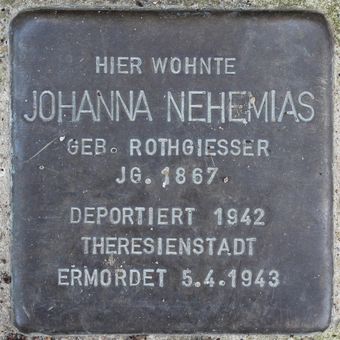 HIER WOHNTE
JOHANNA NEHEMIAS
GEB. ROTHGIESSER
JG. 1867
DEPORTIERT 1942
THERESIENSTADT
ERMORDET 5.4.1943